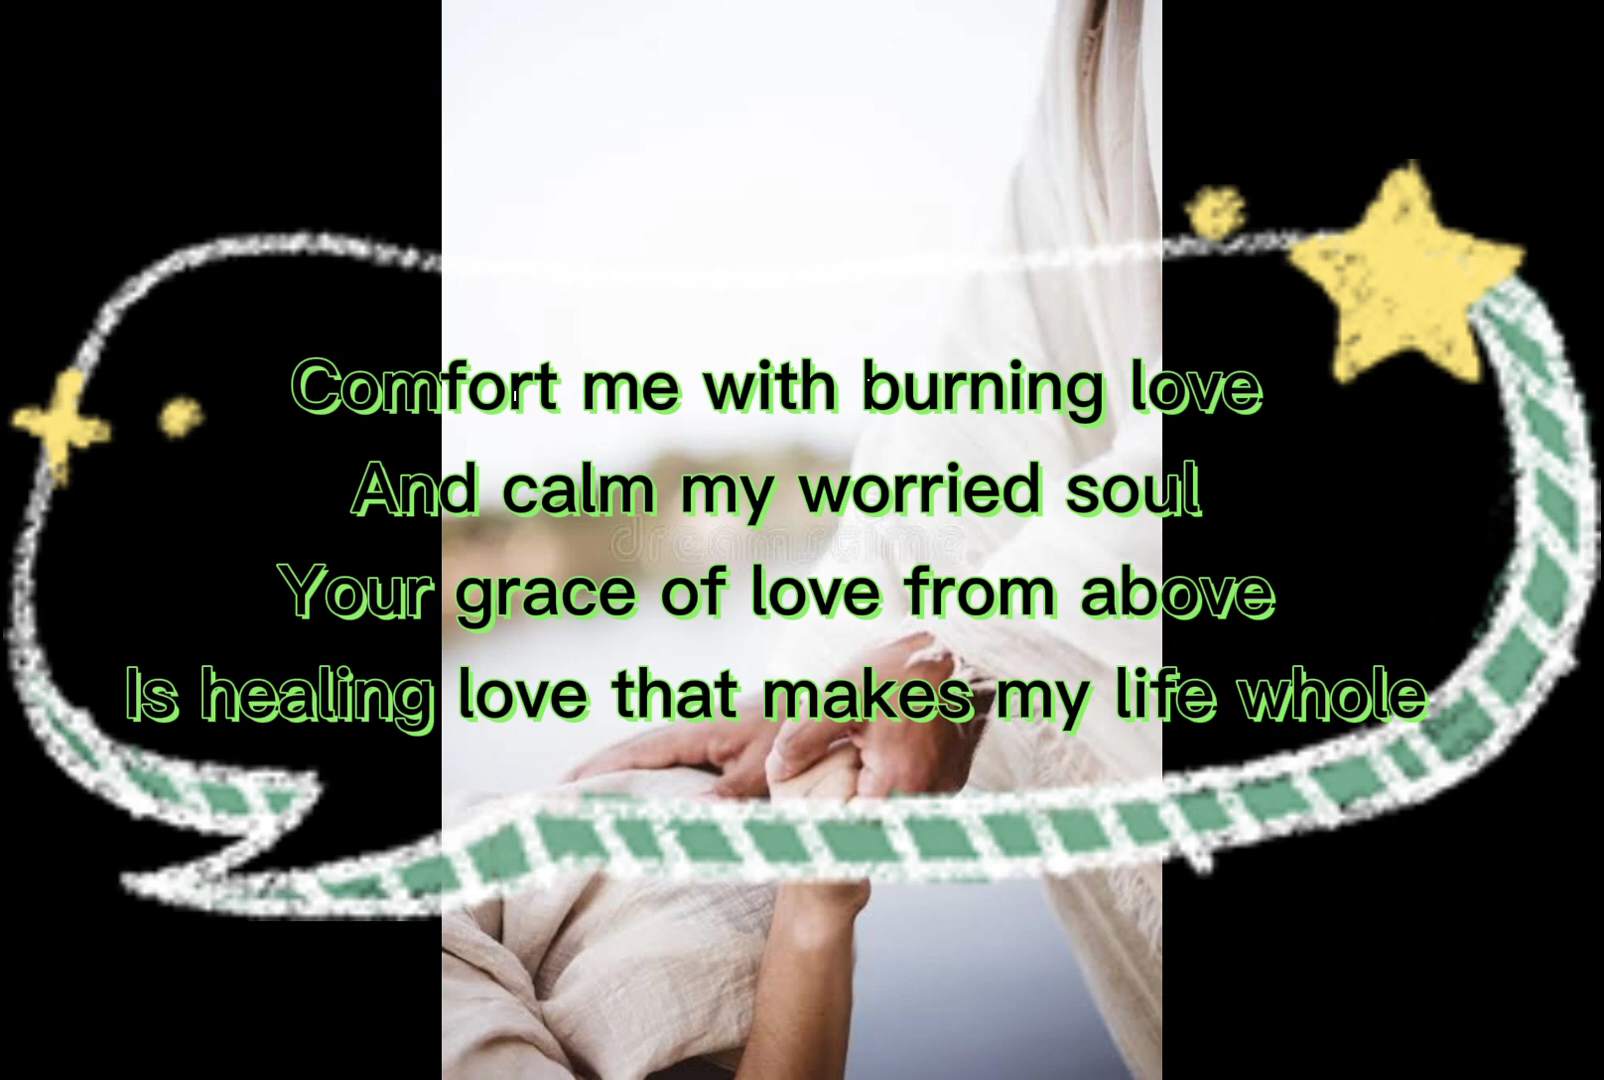 Comfort me with burning love
And calm my worried soul
dreamstime
Your grace of love from above
Is healing love that makes my life whole